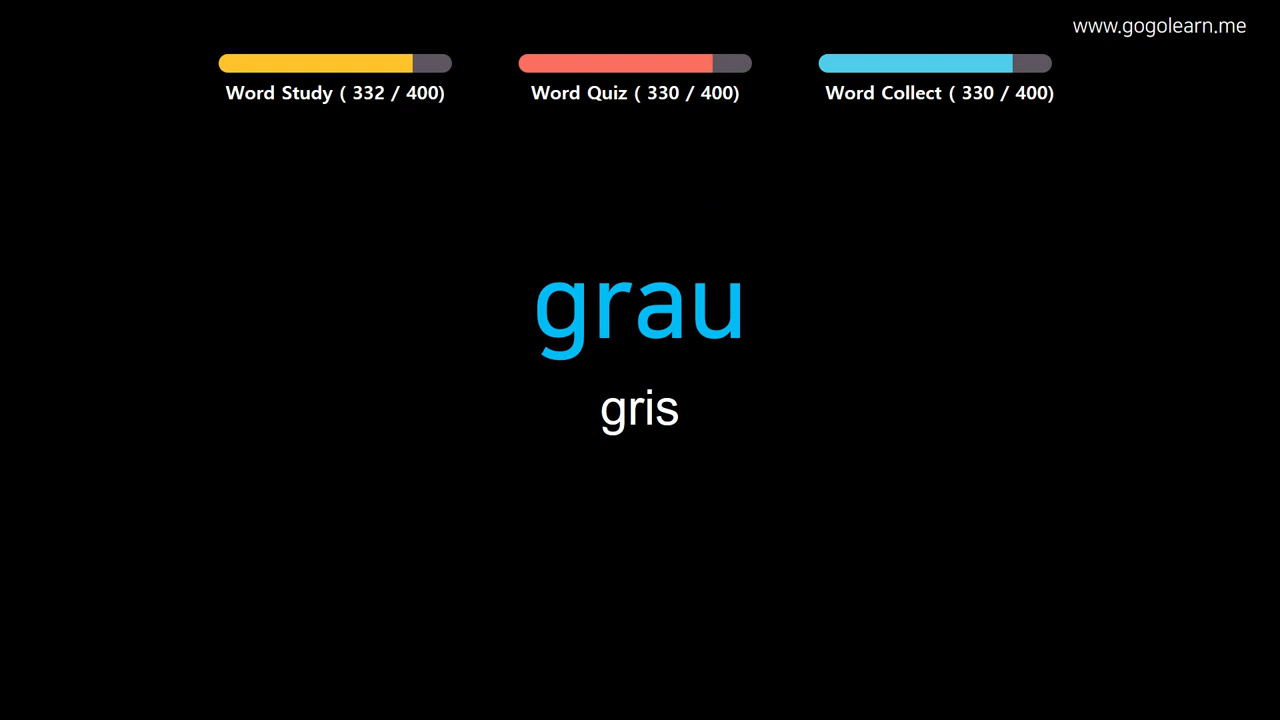 www.gogolearn.me
Word Study ( 332 / 400)
Word Quiz ( 330 / 400)
Word Collect ( 330 / 400)
grau
gris